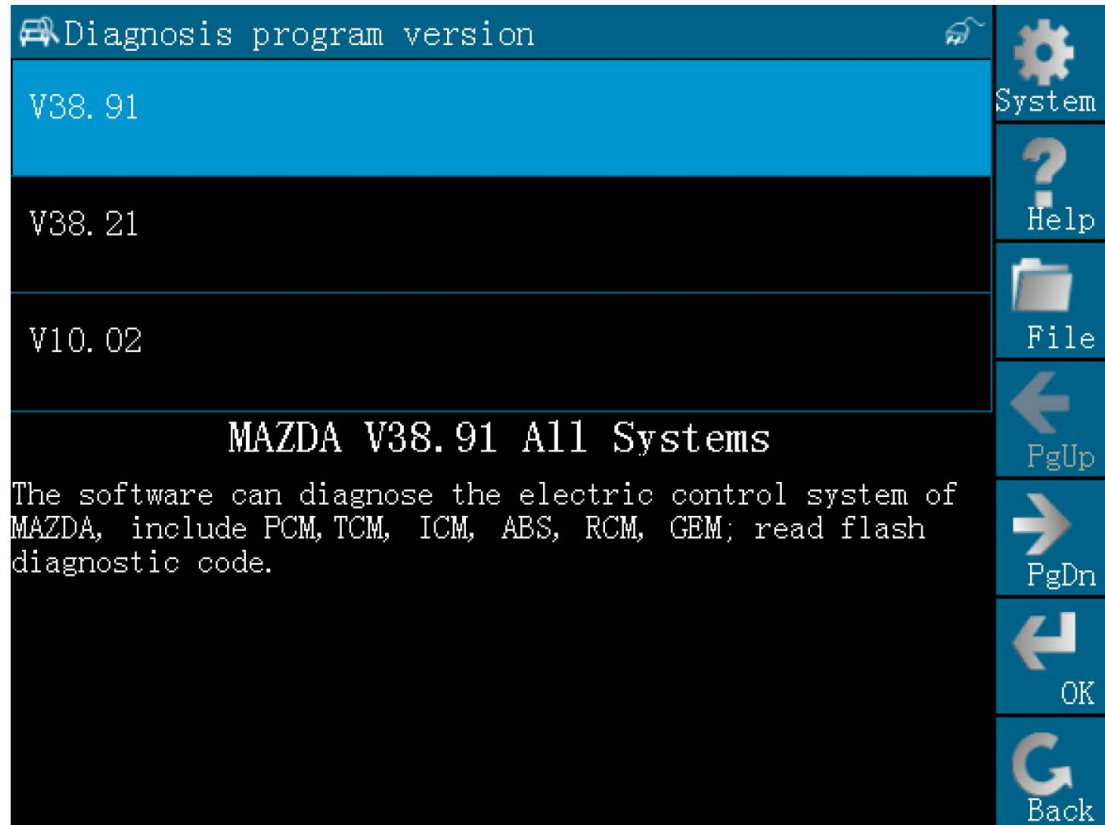 Diagnosis program version
System
V38.91
Help
V38.21
File
V10.02
PgUp
MAZDA V38.91 All Systems
The software can diagnose the electric control system of
MAZDA, include PCM,TCM, ICM, ABS, RCM, GEM; read flash
diagnostic code.
PgDn
OK
Back